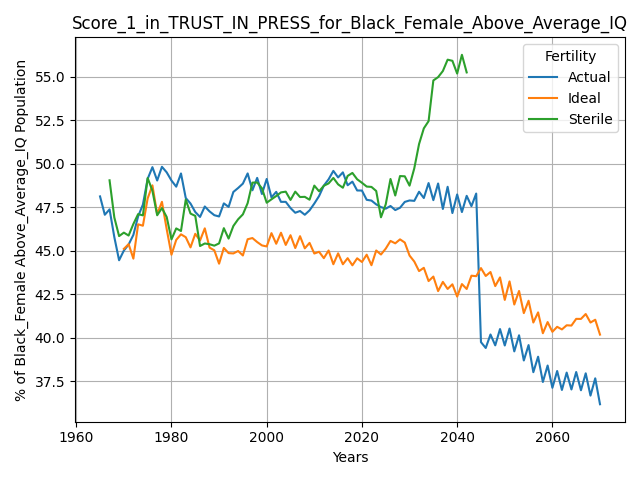 Score_1_in_TRUST_IN_PRESS_for_Black_Female_Above_Average_IQ
% of Black_Female Above_Average_IQ Population
55.0
52.5
50.0
47.5
45.0
42.5
40.0
37.5
Fertility
Actual
Ideal
Sterile
1960 1980 2000 2020 2040 2060
Years